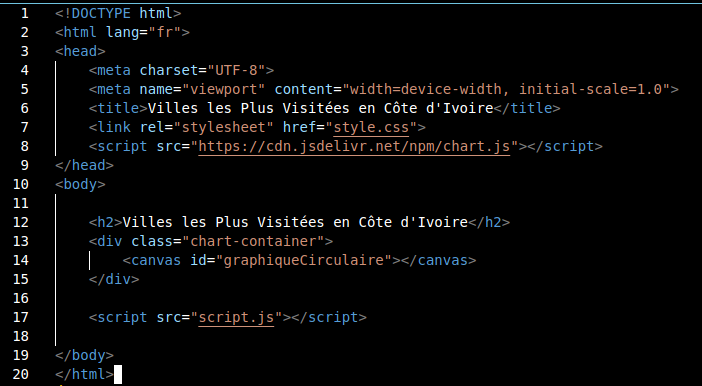 1 <!DOCTYPE html>
2 <html lang="fr">
3 <head>
4 <meta charset="UTF-8">
5 <meta name="viewport" content="width=device-width, initial-scale=1.0">
6 <title>Villes les Plus Visitées en Côte d'Ivoire</title>
7 <link rel="stylesheet" href="style.css">
8 <script src="https://cdn.jsdelivr.net/npm/chart.js"></script>
9 </head>
10 <body>
11
12 <h2>Villes les Plus Visitées en Côte d'Ivoire</h2>
13 <div class="chart-container">
14 <canvas id="graphiqueCirculaire"></canvas>
15 </div>
16
17 <script src="script.js"></script>
18
19 </body>
20 </html>